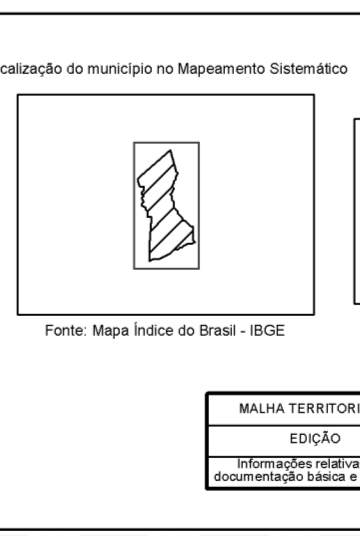 calização do município no Mapeamento Sistemático
Fonte: Mapa Índice do Brasil - IBGE
MALHA TERRITORI
EDIÇÃO
Informações relativa
documentação básica e